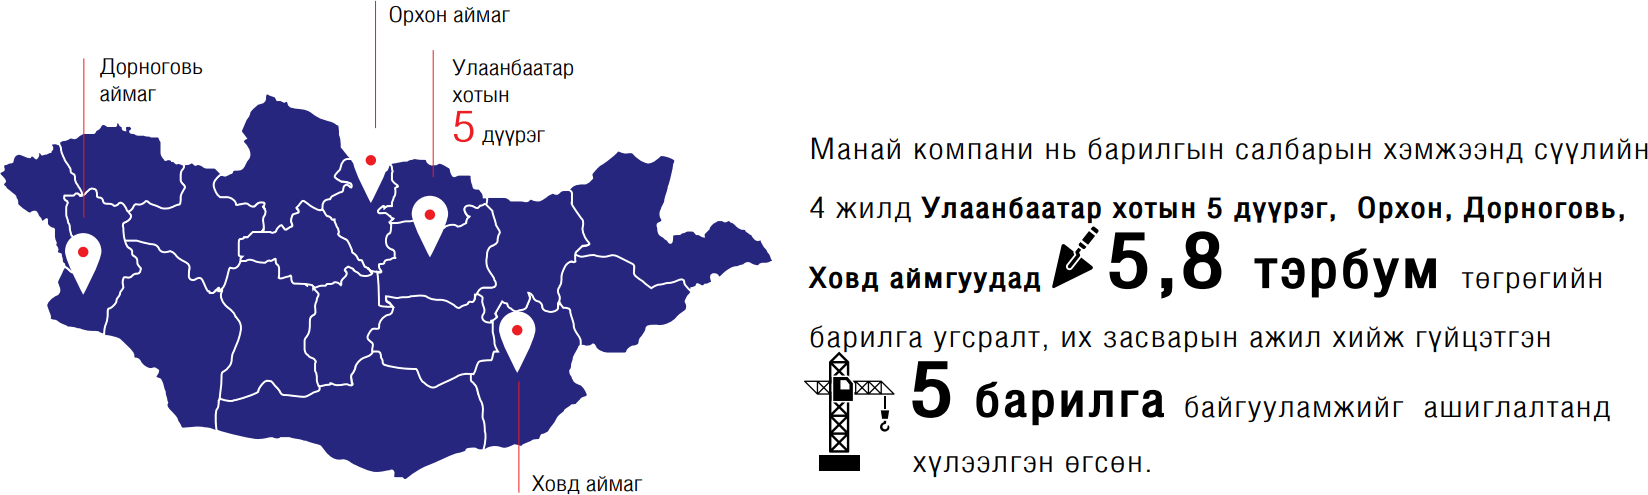 Орхон аймаг
Дорноговь
аймаг
Улаанбаатар
хотын
5 дүүрэг
Ховд аймаг
Манай компани нь барилгын салбарын хэмжээнд сүүлийн
4 жилд Улаанбаатар хотын 5 дүүрэг, Орхон, Дорноговь,
Ховд аймгуудад 5,8 тэрбум төгрөгийн
барилга угсралт, их засварын ажил хийж гүйцэтгэн
5 барилга байгууламжийг ашиглалтанд
хүлээлгэн өгсөн.